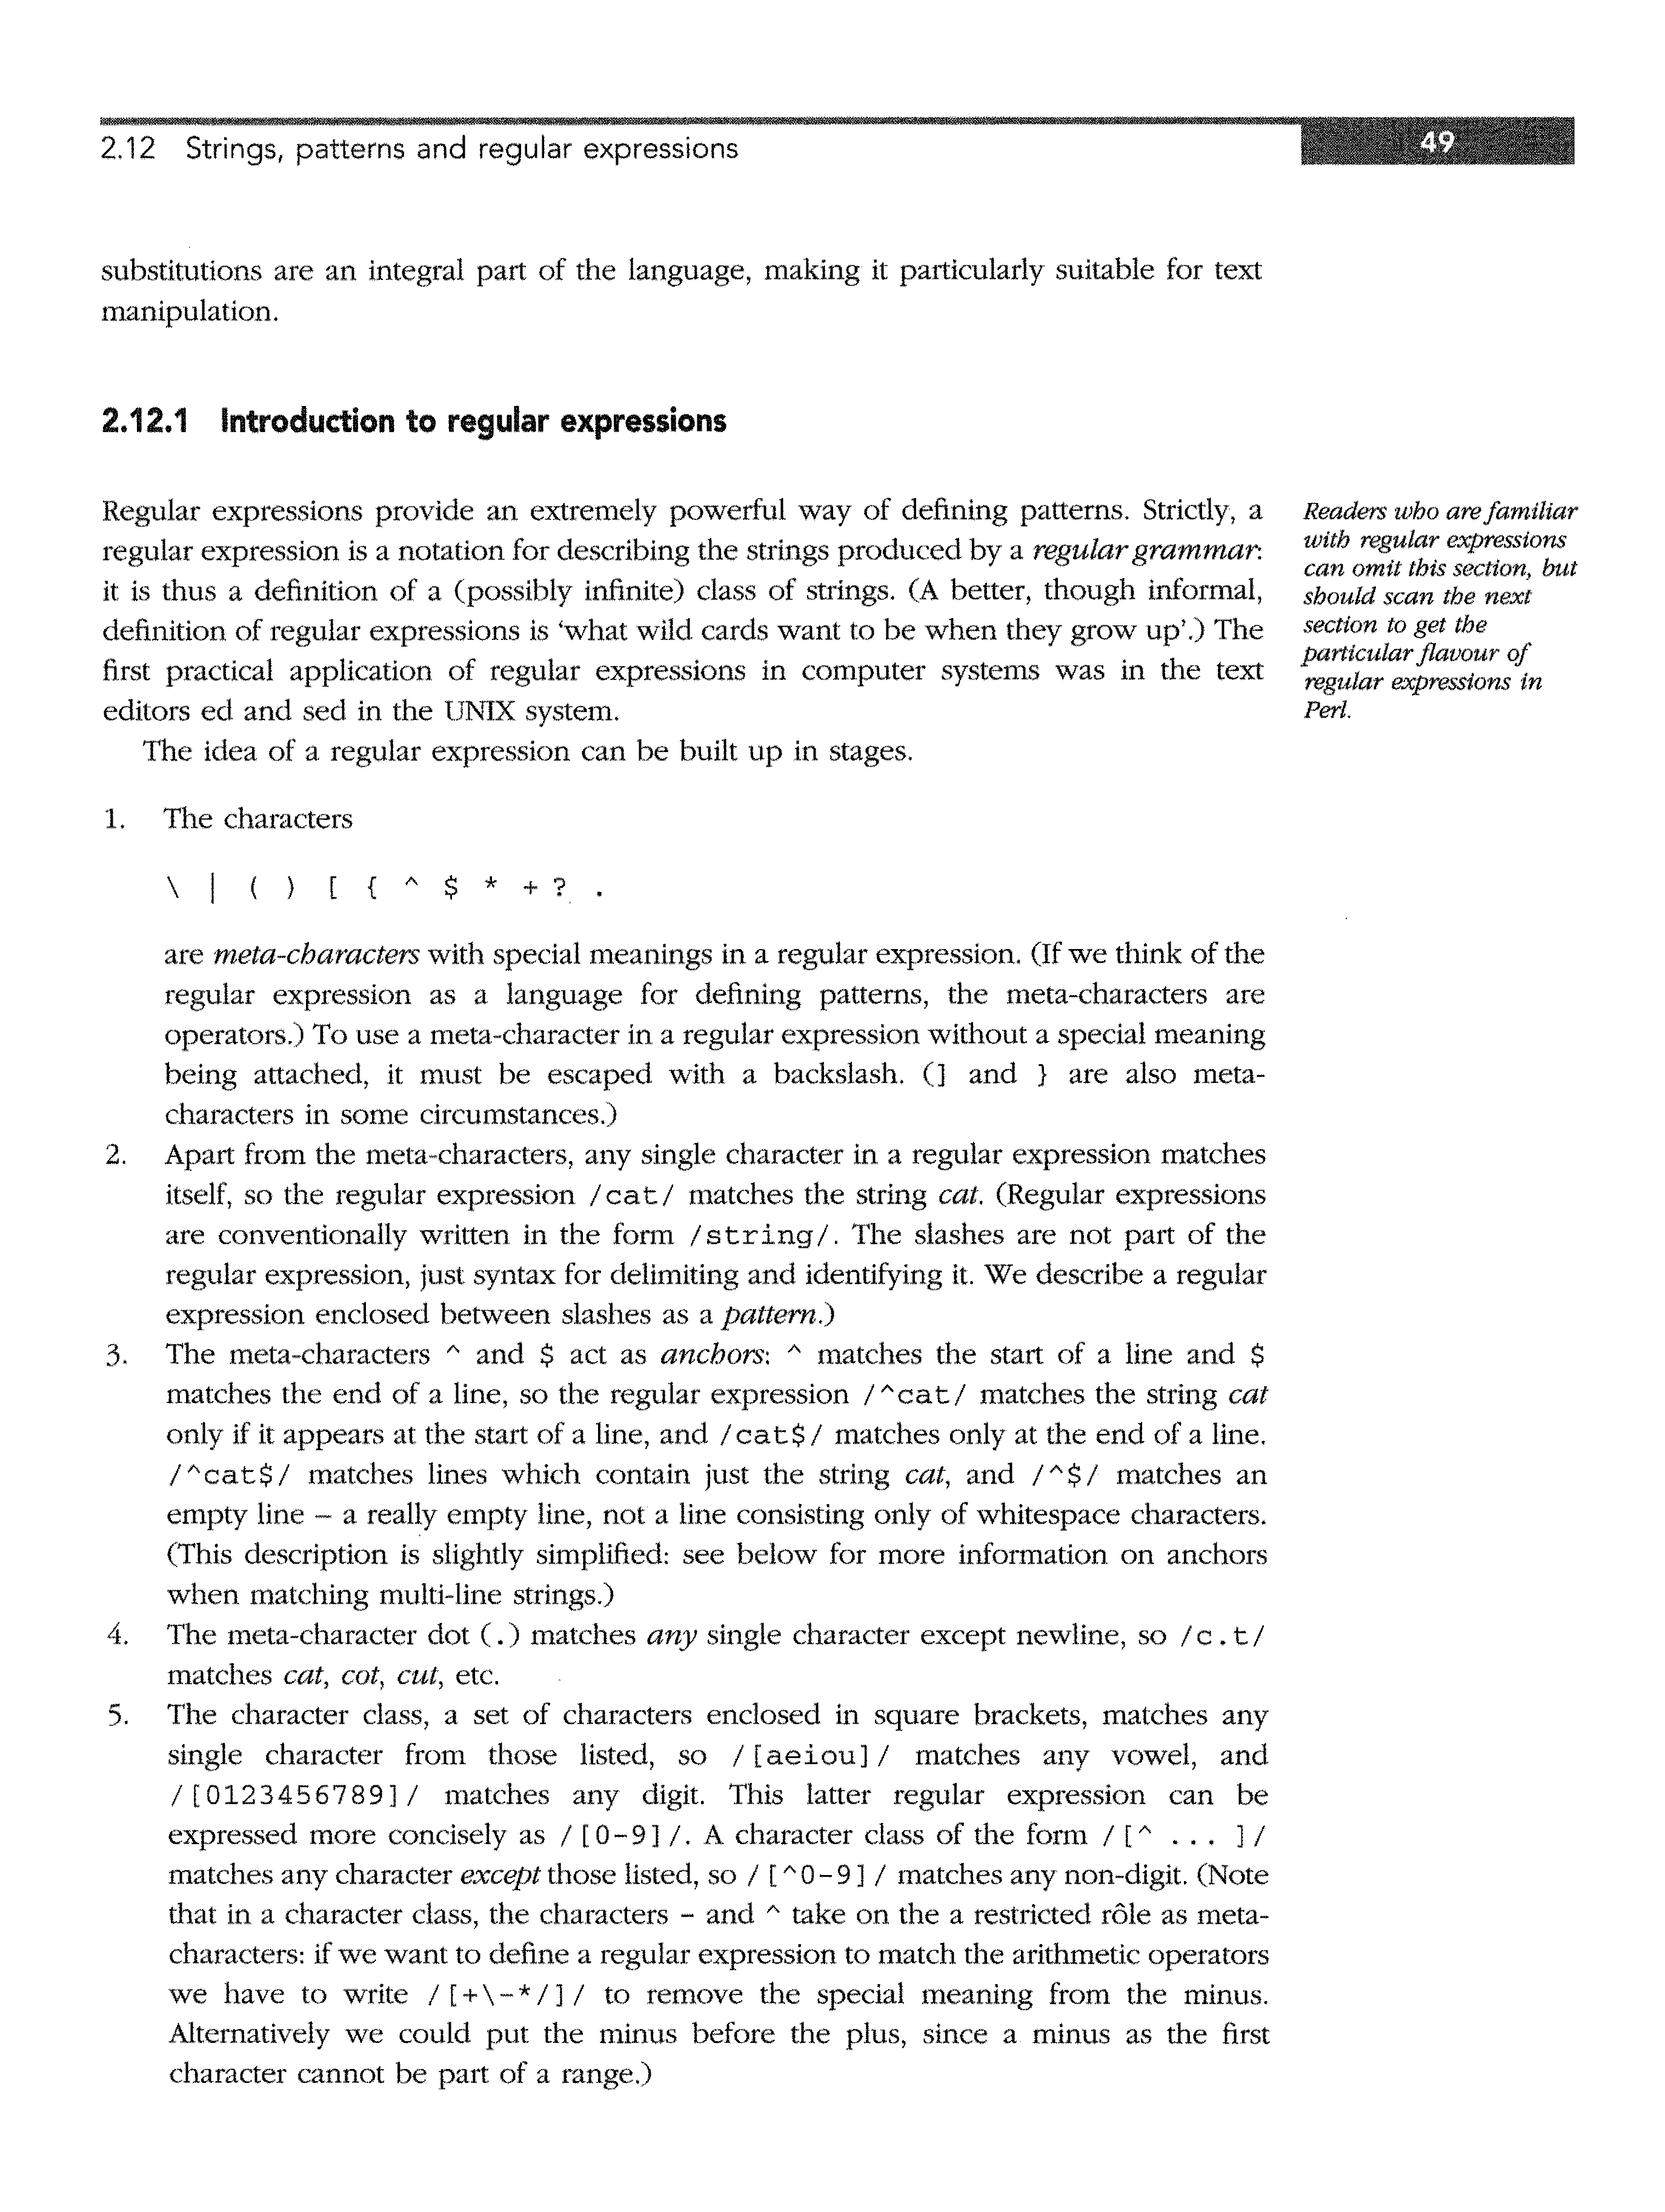 2.12 Strings, patterns and regular expressions
49
substitutions are an integral part of the language, making it particularly suitable for text
manipulation.
2.12.1 Introduction to regular expressions
Regular expressions provide an extremely powerful way of defining patterns. Strictly, a
regular expression is a notation for describing the strings produced by a regular grammar:
it is thus a definition of a (possibly infinite) class of strings. (A better, though informal,
definition of regular expressions is ‘what wild cards want to be when they grow up’.) The
first practical application of regular expressions in computer systems was in the text
editors ed and sed in the UNIX system.
The idea of a regular expression can be built up in stages.
Readers who are familiar
with regular expressions
can omit this section, but
should scan the next
section to get the
particular flavour of
regular expressions in
Perl.
1. The characters
\ | ( ) [ { ^ $ * + ? .
are meta-characters with special meanings in a regular expression. (If we think of the
regular expression as a language for defining patterns, the meta-characters are
operators.) To use a meta-character in a regular expression without a special meaning
being attached, it must be escaped with a backslash. (] and } are also meta-
characters in some circumstances.)
2. Apart from the meta-characters, any single character in a regular expression matches
itself, so the regular expression /cat/ matches the string cat. (Regular expressions
are conventionally written in the form /string/. The slashes are not part of the
regular expression, just syntax for delimiting and identifying it. We describe a regular
expression enclosed between slashes as a pattern.)
3. The meta-characters ^ and $ act as anchors: ^ matches the start of a line and $
matches the end of a line, so the regular expression /^cat/ matches the string cat
only if it appears at the start of a line, and /cat$/ matches only at the end of a line.
/^cat$/ matches lines which contain just the string cat, and /^$/ matches an
empty line – a really empty line, not a line consisting only of whitespace characters.
(This description is slightly simplified: see below for more information on anchors
when matching multi-line strings.)
4. The meta-character dot (.) matches any single character except newline, so /c.t/
matches cat, cot, cut, etc.
5. The character class, a set of characters enclosed in square brackets, matches any
single character from those listed, so /[aeiou]/ matches any vowel, and
/[0123456789]/ matches any digit. This latter regular expression can be
expressed more concisely as /[0-9]/. A character class of the form /[^ ... ]/
matches any character except those listed, so /[^0-9]/ matches any non-digit. (Note
that in a character class, the characters - and ^ take on the a restricted rôle as meta-
characters: if we want to define a regular expression to match the arithmetic operators
we have to write /[+\-*/]/ to remove the special meaning from the minus.
Alternatively we could put the minus before the plus, since a minus as the first
character cannot be part of a range.)